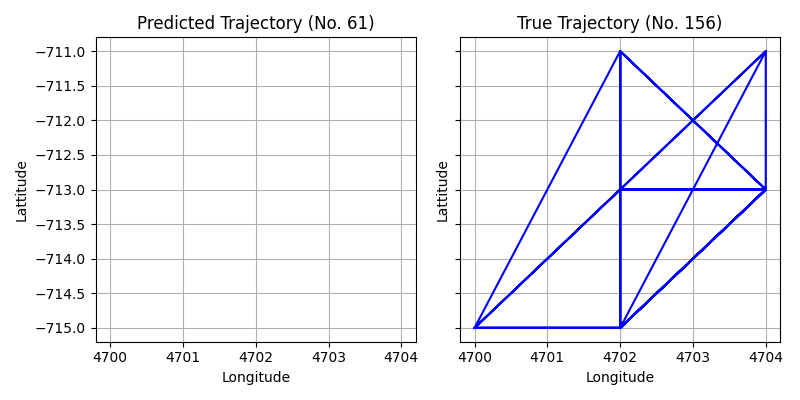 Predicted Trajectory (No. 61)
True Trajectory (No. 156)
Lattitude
−711.0
−711.5
−712.0
−712.5
−713.0
−713.5
−714.0
−714.5
−715.0
4700 4701 4702 4703 4704
Longitude
Lattitude
4700 4701 4702 4703 4704
Longitude